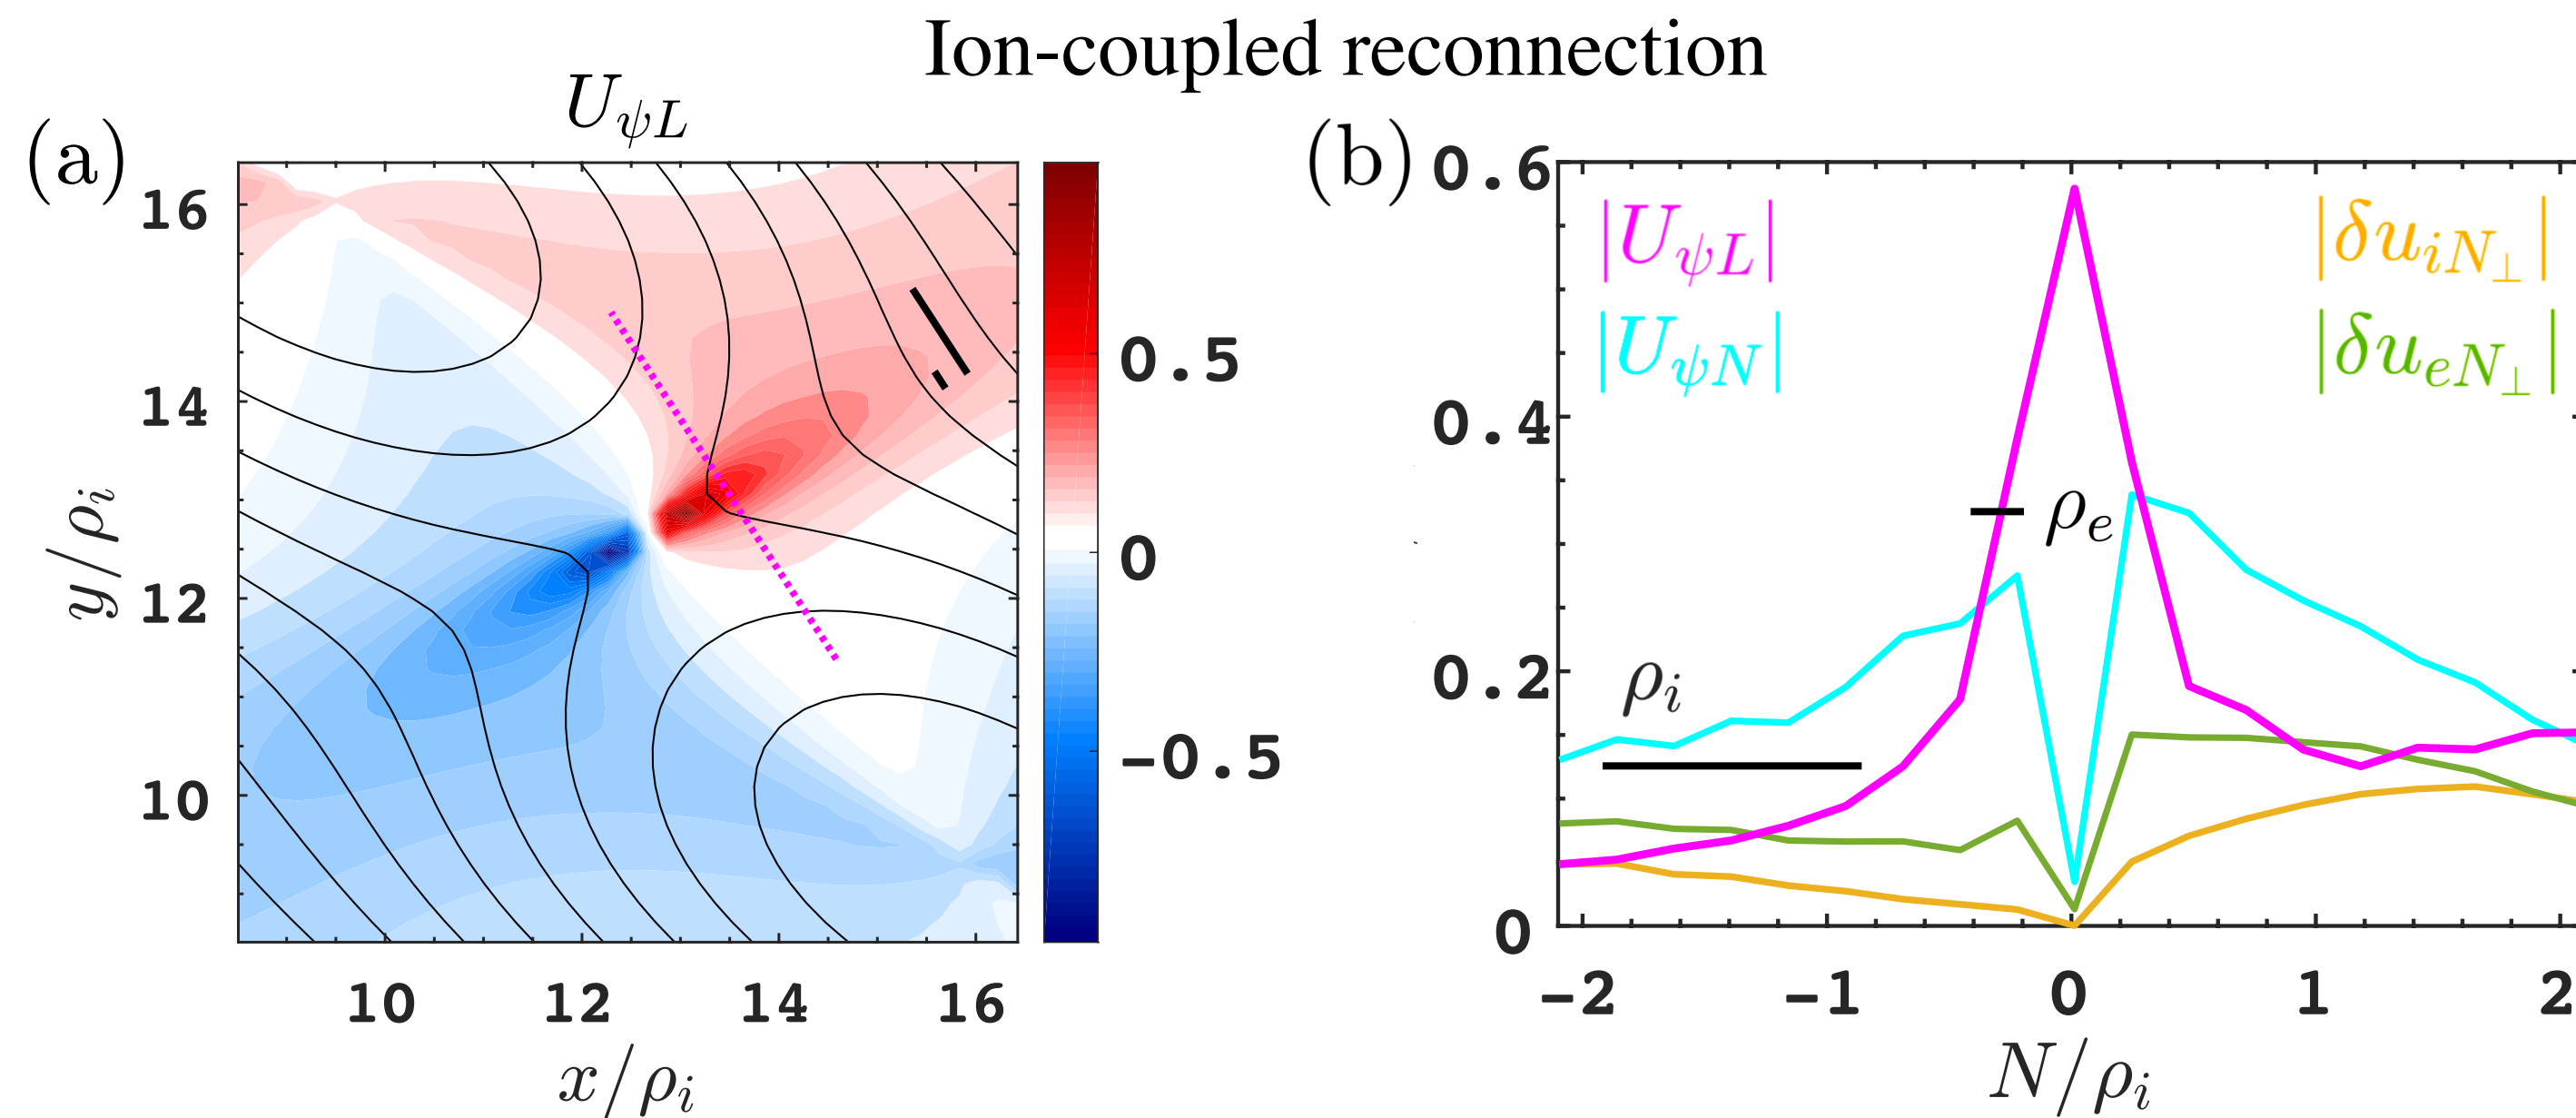 Ion-coupled reconnection
(a)
U_{ψL}
16
14
12
10
y/ρ_i
10 12 14 16
x/ρ_i
0.5
0
-0.5
(b)
0.6
0.4
0.2
0
|U_{ψL}|
|U_{ψN}|
|δu_{iN⊥}|
|δu_{eN⊥}|
ρ_e
ρ_i
-2 -1 0 1 2
N/ρ_i